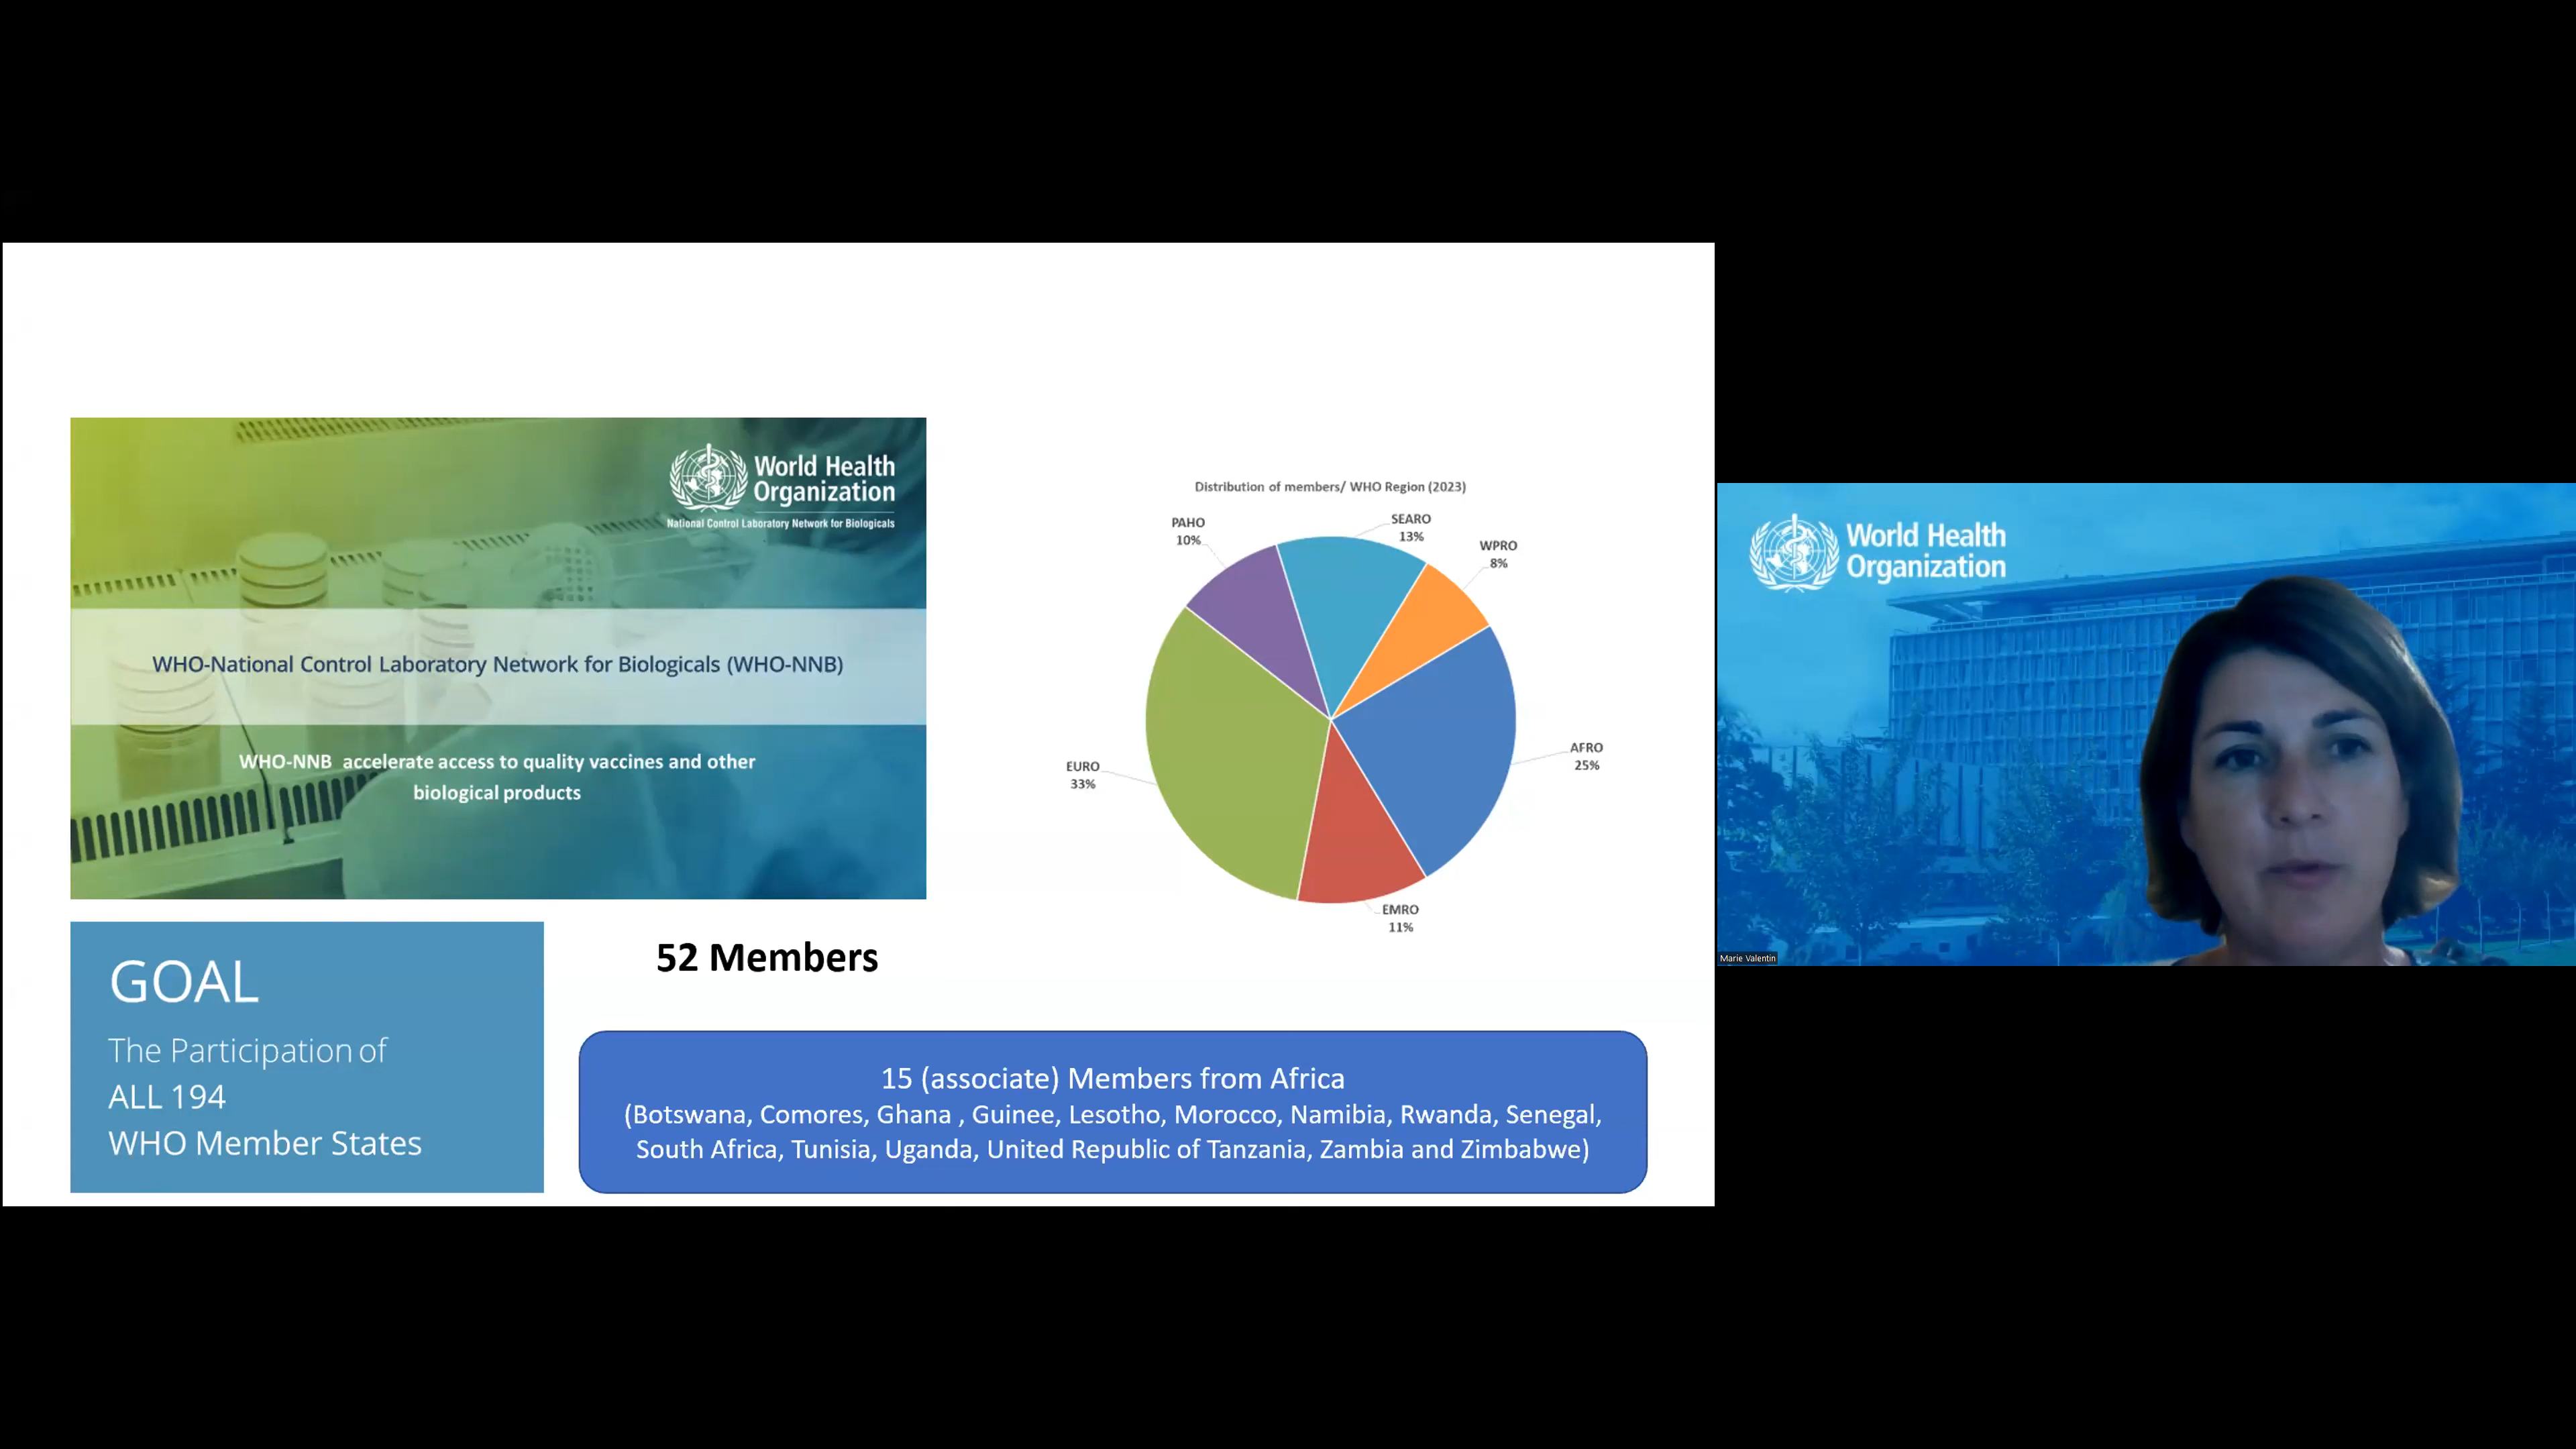 World Health
Organization
National Control Laboratory Network for Biologicals
WHO-National Control Laboratory Network for Biologicals (WHO-NNB)
WHO-NNB accelerate access to quality vaccines and other
biological products
Distribution of members/ WHO Region (2023)
PAHO
10%
SEARO
13%
WPRO
8%
AFRO
25%
EURO
33%
EMRO
11%
GOAL
The Participation of
ALL 194
WHO Member States
52 Members
15 (associate) Members from Africa
(Botswana, Comores, Ghana , Guinee, Lesotho, Morocco, Namibia, Rwanda, Senegal,
South Africa, Tunisia, Uganda, United Republic of Tanzania, Zambia and Zimbabwe)
World Health
Organization
Marie Valentin